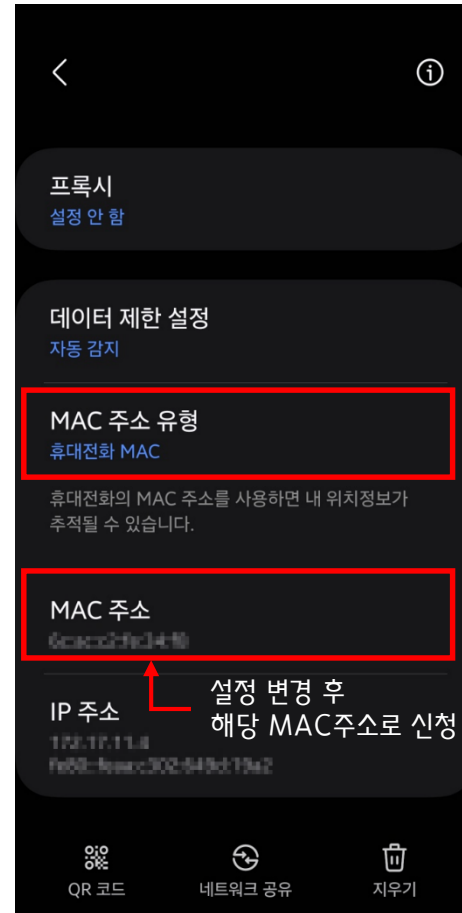 프록시
설정 안 함
데이터 제한 설정
자동 감지
MAC 주소 유형
휴대전화 MAC
휴대전화의 MAC 주소를 사용하면 내 위치정보가
추적될 수 있습니다.
MAC 주소
설정 변경 후
해당 MAC주소로 신청
IP 주소
QR 코드
네트워크 공유
지우기